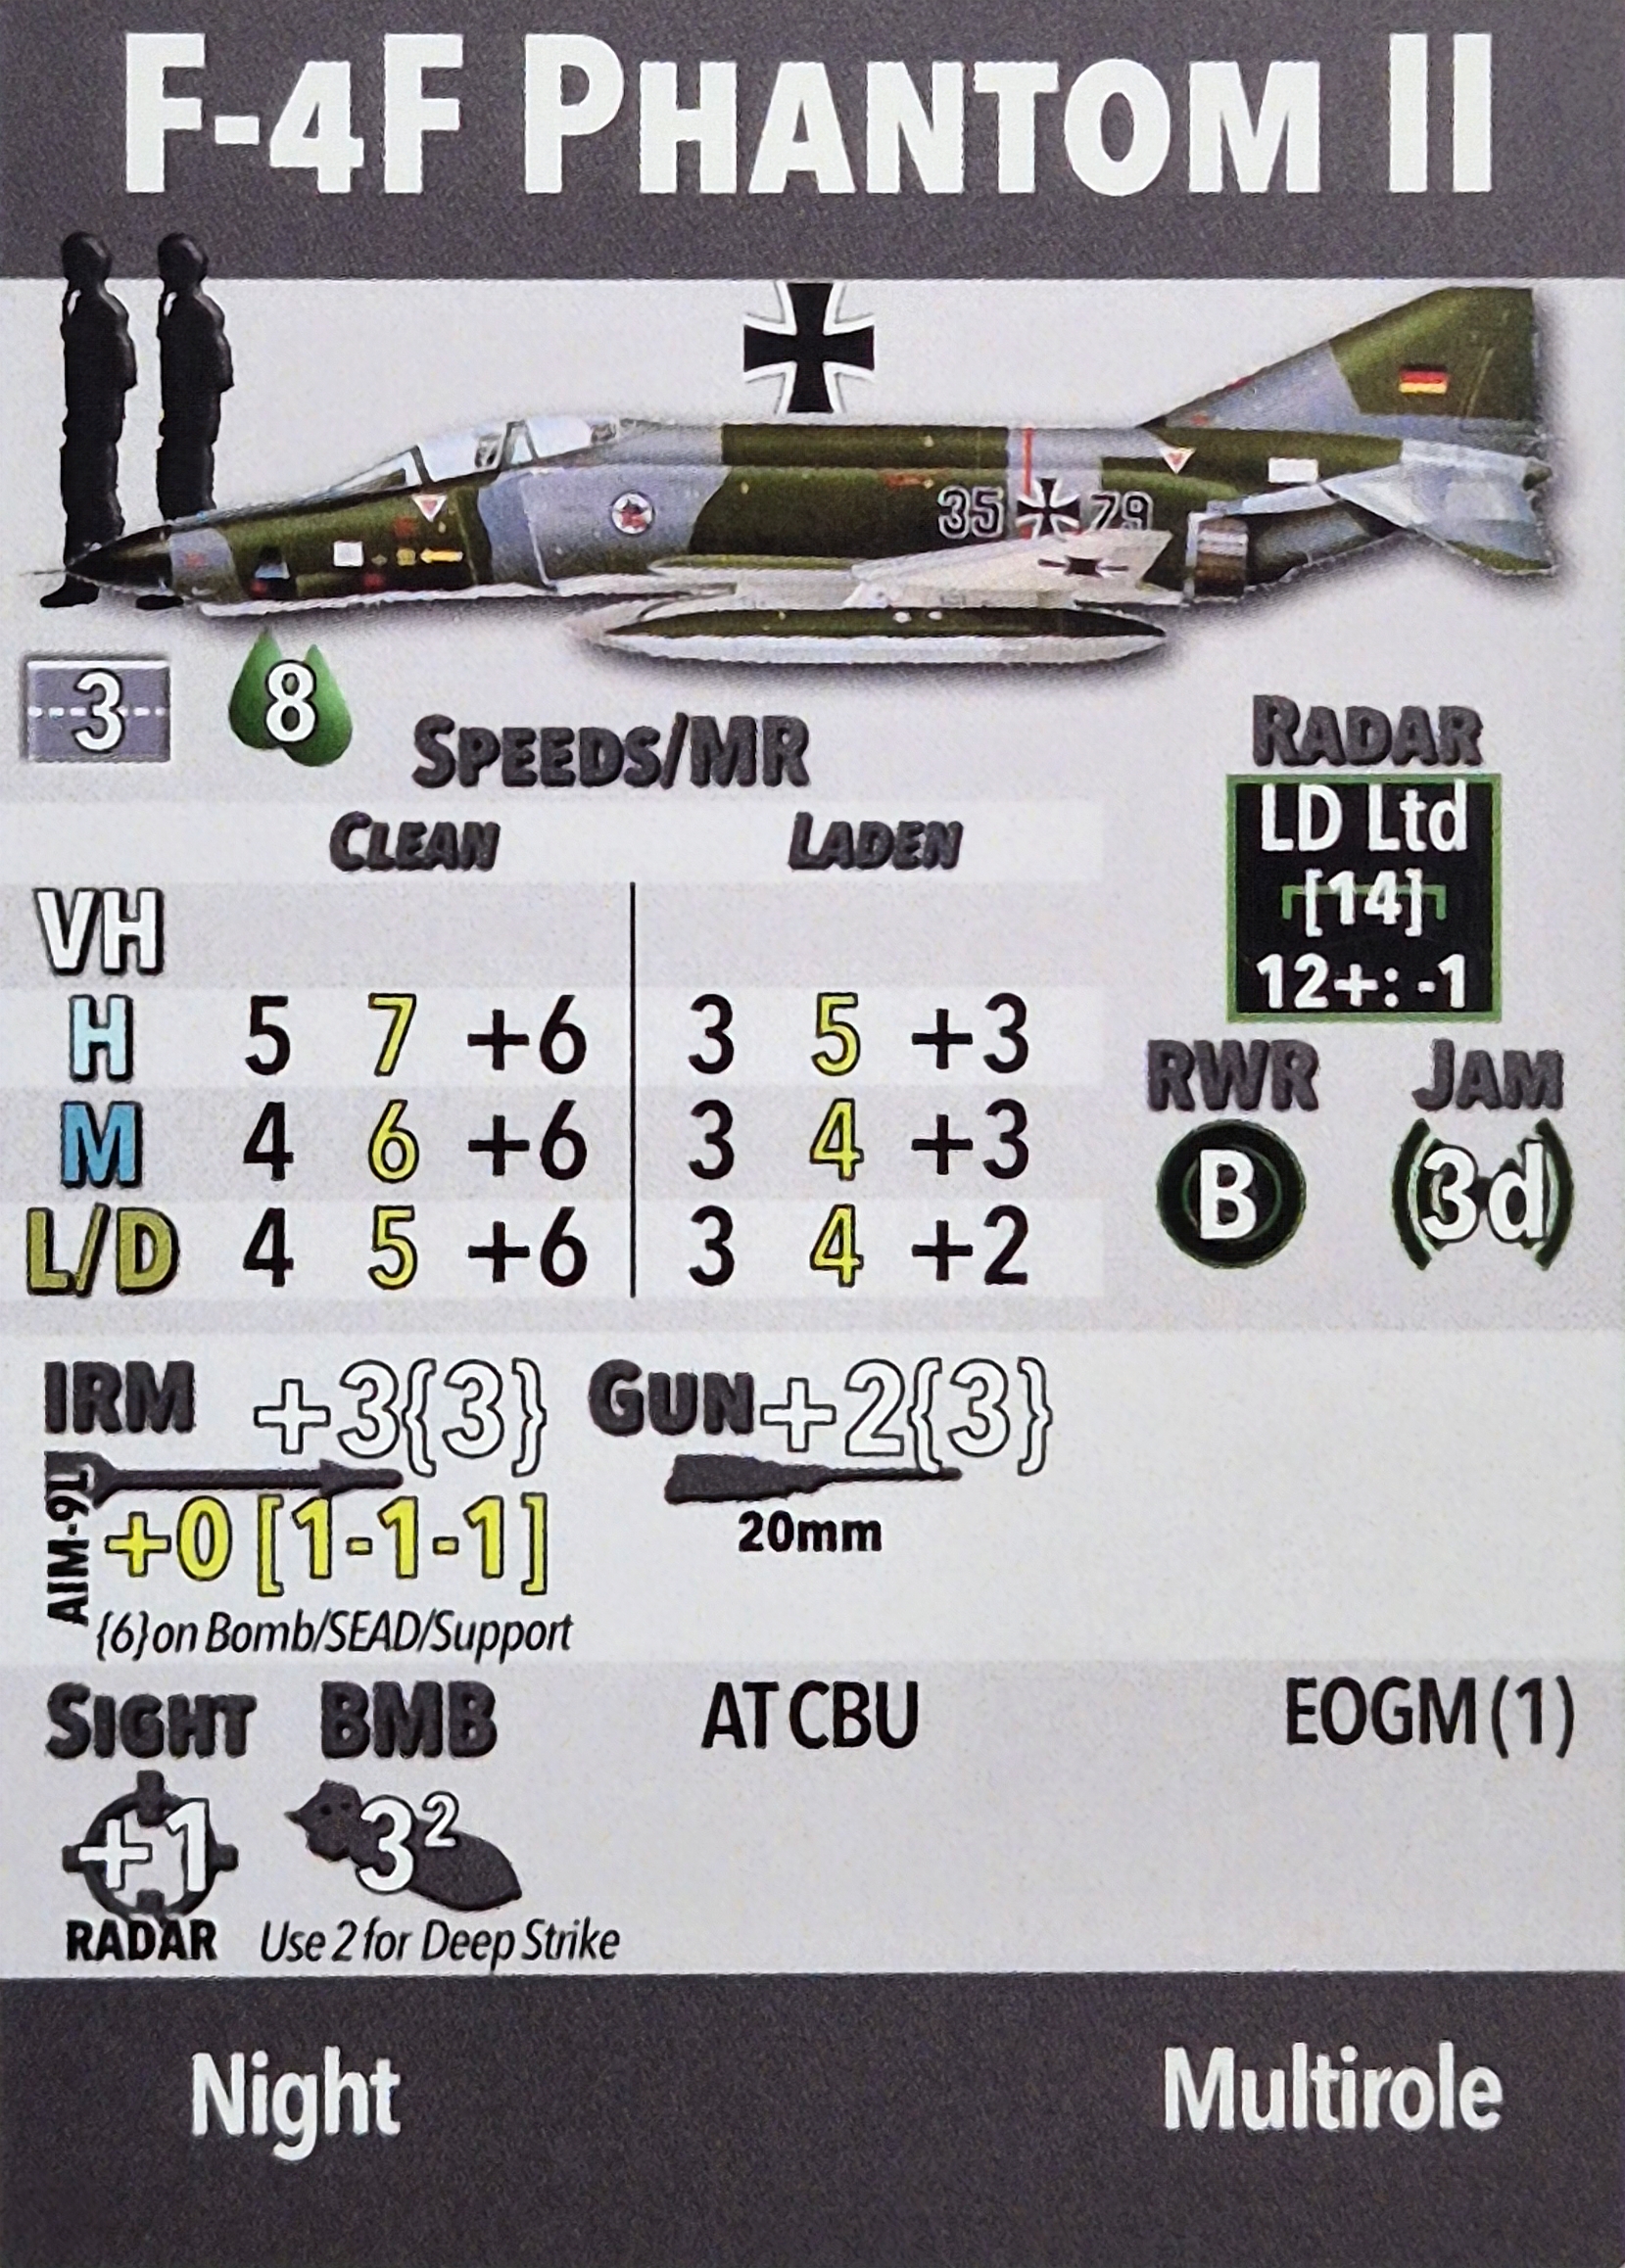 F-4F PHANTOM II
35 79
3 8
SPEEDS/MR
RADAR
CLEAN LADEN
LD Ltd
[14]
12+: -1
VH
H 5 7 +6 3 5 +3
M 4 6 +6 3 4 +3
L/D 4 5 +6 3 4 +2
RWR JAM
B (3d)
IRM +3{3} GUN +2{3}
AIM-9L
+0 [1-1-1]
20mm
{6} on Bomb/SEAD/Support
SIGHT BMB AT CBU EOGM (1)
+1 3²
RADAR Use 2 for Deep Strike
Night Multirole